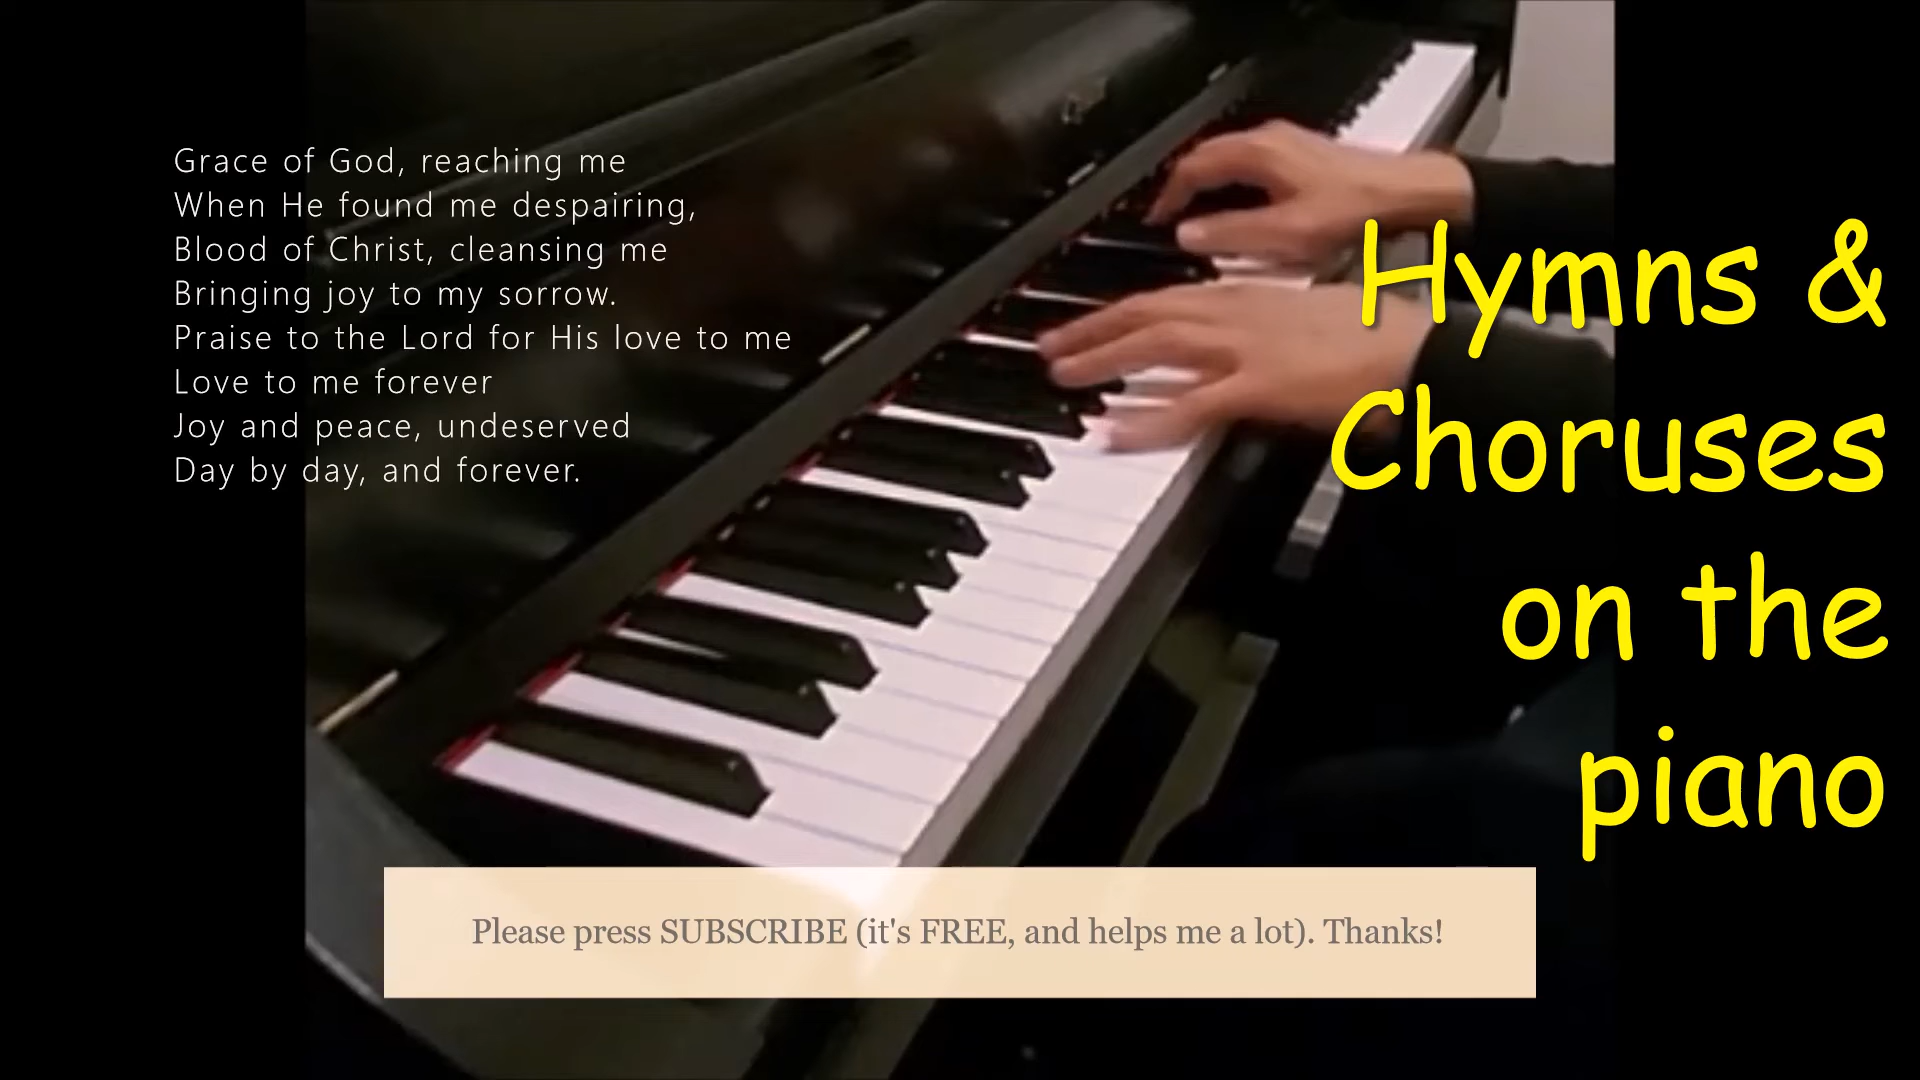 Grace of God, reaching me
When He found me despairing,
Blood of Christ, cleansing me
Bringing joy to my sorrow.
Praise to the Lord for His love to me
Love to me forever
Joy and peace, undeserved
Day by day, and forever.
Hymns &
Choruses
on the
piano
Please press SUBSCRIBE (it's FREE, and helps me a lot). Thanks!